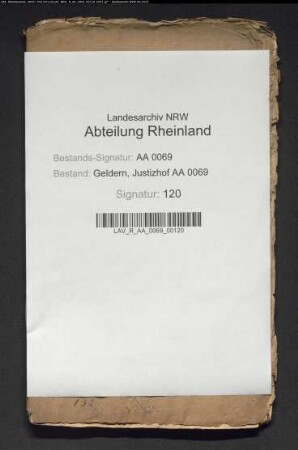 Landesarchiv NRW
Abteilung Rheinland
Bestands-Signatur: AA 0069
Bestand: Geldern, Justizhof AA 0069
Signatur: 120
LAV_R_AA_0069_00120